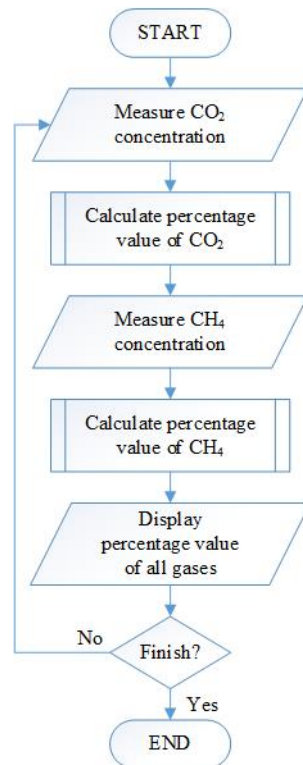 START
Measure CO₂
concentration
Calculate percentage
value of CO₂
Measure CH₄
concentration
Calculate percentage
value of CH₄
Display
percentage value
of all gases
No
Finish?
Yes
END